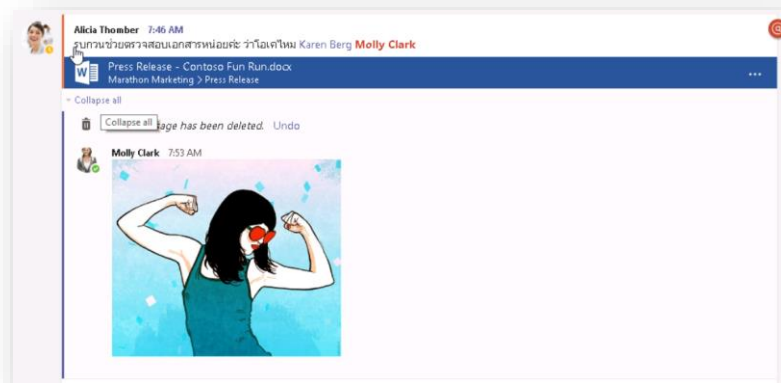 Alicia Thomber 7:46 AM
รบกวนช่วยตรวจสอบเอกสารหน่อยค่ะ ว่าโอเคไหม Karen Berg Molly Clark
Press Release - Contoso Fun Run.docx
Marathon Marketing > Press Release
Collapse all
Collapse all
age has been deleted. Undo
Molly Clark 7:53 AM